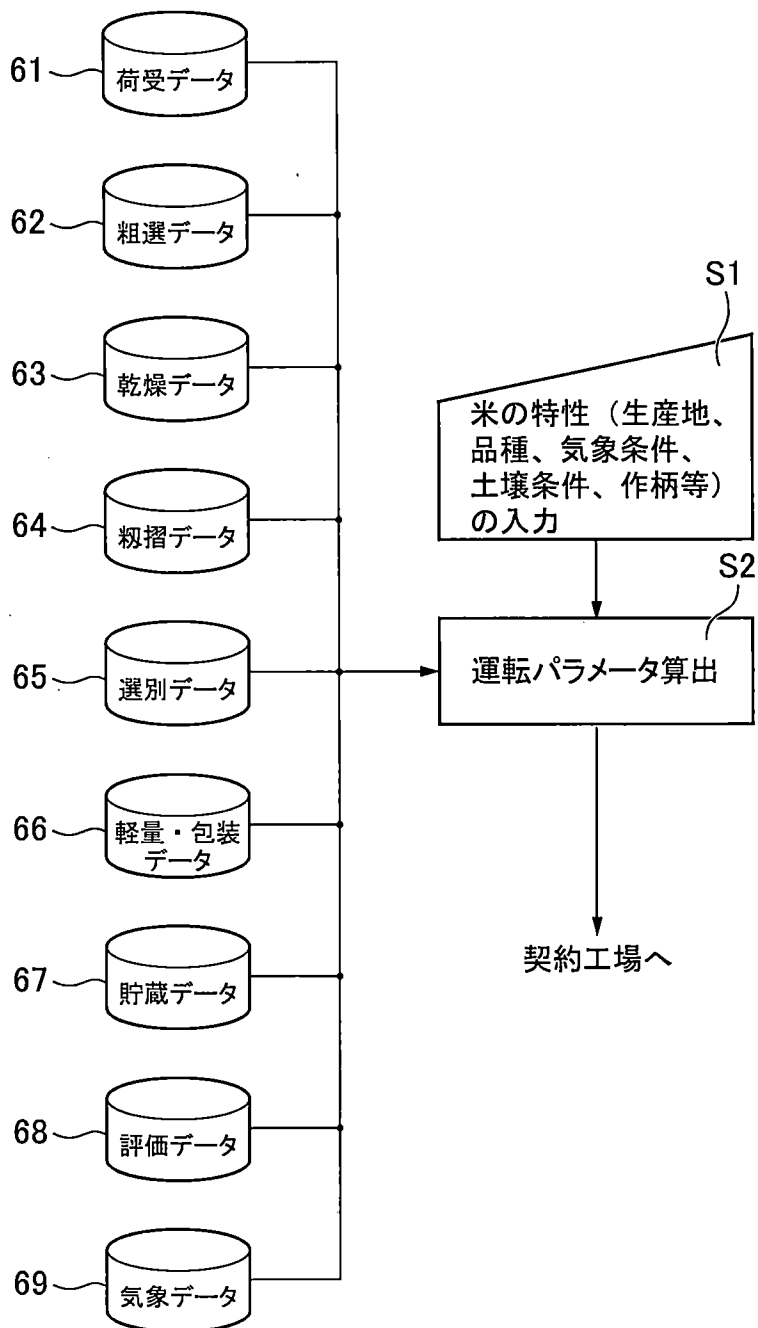 61
荷受データ
62
粗選データ
63
乾燥データ
64
籾摺データ
65
選別データ
66
軽量・包装
データ
67
貯蔵データ
68
評価データ
69
気象データ
S1
米の特性（生産地、
品種、気象条件、
土壌条件、作柄等）
の入力
S2
運転パラメータ算出
契約工場へ